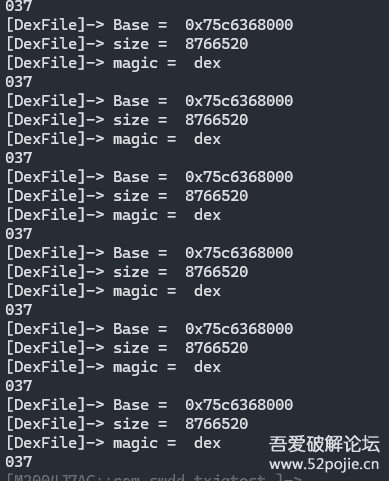 037
[DexFile]-> Base =  0x75c6368000
[DexFile]-> size =  8766520
[DexFile]-> magic =  dex
037
[DexFile]-> Base =  0x75c6368000
[DexFile]-> size =  8766520
[DexFile]-> magic =  dex
037
[DexFile]-> Base =  0x75c6368000
[DexFile]-> size =  8766520
[DexFile]-> magic =  dex
037
[DexFile]-> Base =  0x75c6368000
[DexFile]-> size =  8766520
[DexFile]-> magic =  dex
037
[DexFile]-> Base =  0x75c6368000
[DexFile]-> size =  8766520
[DexFile]-> magic =  dex
037
[DexFile]-> Base =  0x75c6368000
[DexFile]-> size =  8766520
[DexFile]-> magic =  dex
037
吾爱破解论坛
www.52pojie.cn